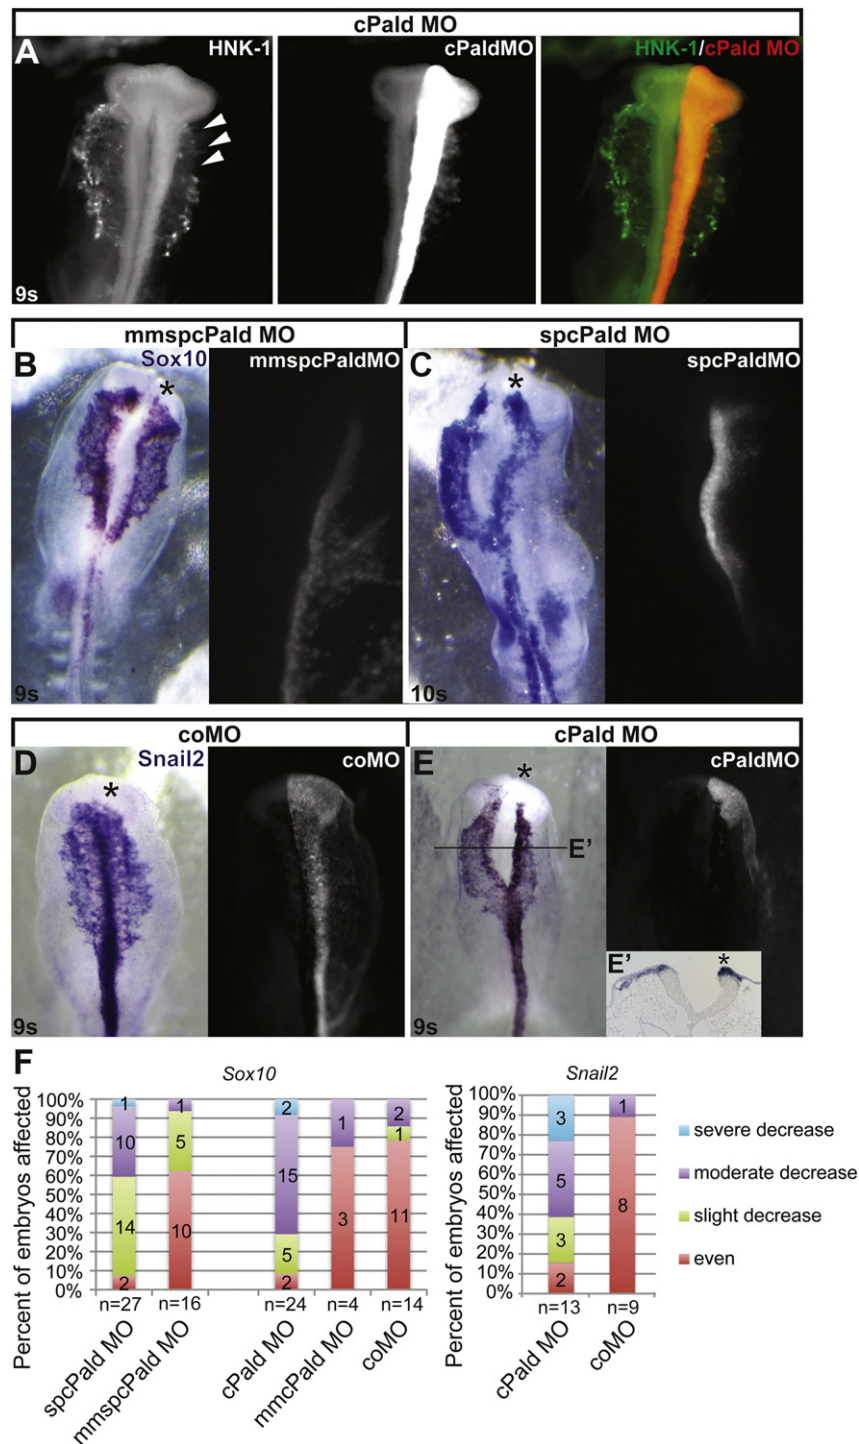 cPald MO
A
HNK-1
cPaldMO
HNK-1/cPald MO
9s
mmspcPald MO
spcPald MO
B
Sox10
mmspcPaldMO
C
spcPaldMO
*
*
9s
10s
coMO
cPald MO
D
Snail2
coMO
E
cPaldMO
*
*
E’
E’
*
9s
9s
F
Sox10
Snail2
Percent of embryos affected
100%
90%
80%
70%
60%
50%
40%
30%
20%
10%
0%
1
10
14
2
1
5
10
2
15
5
2
1
3
2
1
11
n=27
n=16
n=24
n=4
n=14
spcPald MO
mmspcPald MO
cPald MO
mmcPald MO
coMO
Percent of embryos affected
100%
90%
80%
70%
60%
50%
40%
30%
20%
10%
0%
3
5
3
2
1
8
n=13
n=9
cPald MO
coMO
severe decrease
moderate decrease
slight decrease
even